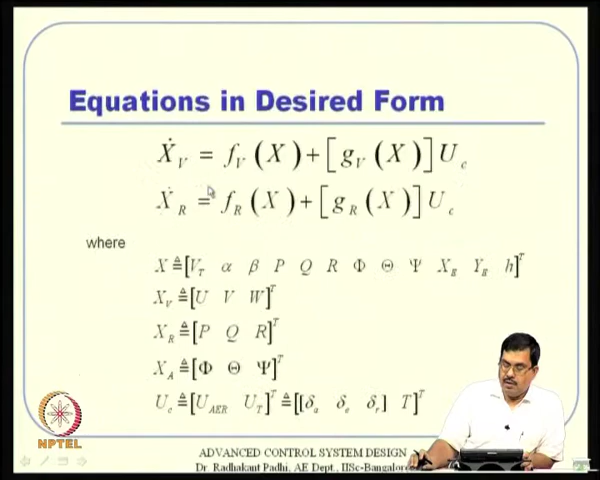 Equations in Desired Form
Ẋ_V = f_V (X) + [g_V (X)] U_c
Ẋ_R = f_R (X) + [g_R (X)] U_c
where
X ≜ [V_T α β P Q R Φ Θ Ψ X_E Y_E h]^T
X_V ≜ [U V W]^T
X_R ≜ [P Q R]^T
X_A ≜ [Φ Θ Ψ]^T
U_c ≜ [U_AER U_T]^T ≜ [[δ_a δ_e δ_r] T]^T
NPTEL
ADVANCED CONTROL SYSTEM DESIGN
Dr. Radhakant Padhi, AE Dept., IISc-Bangalore